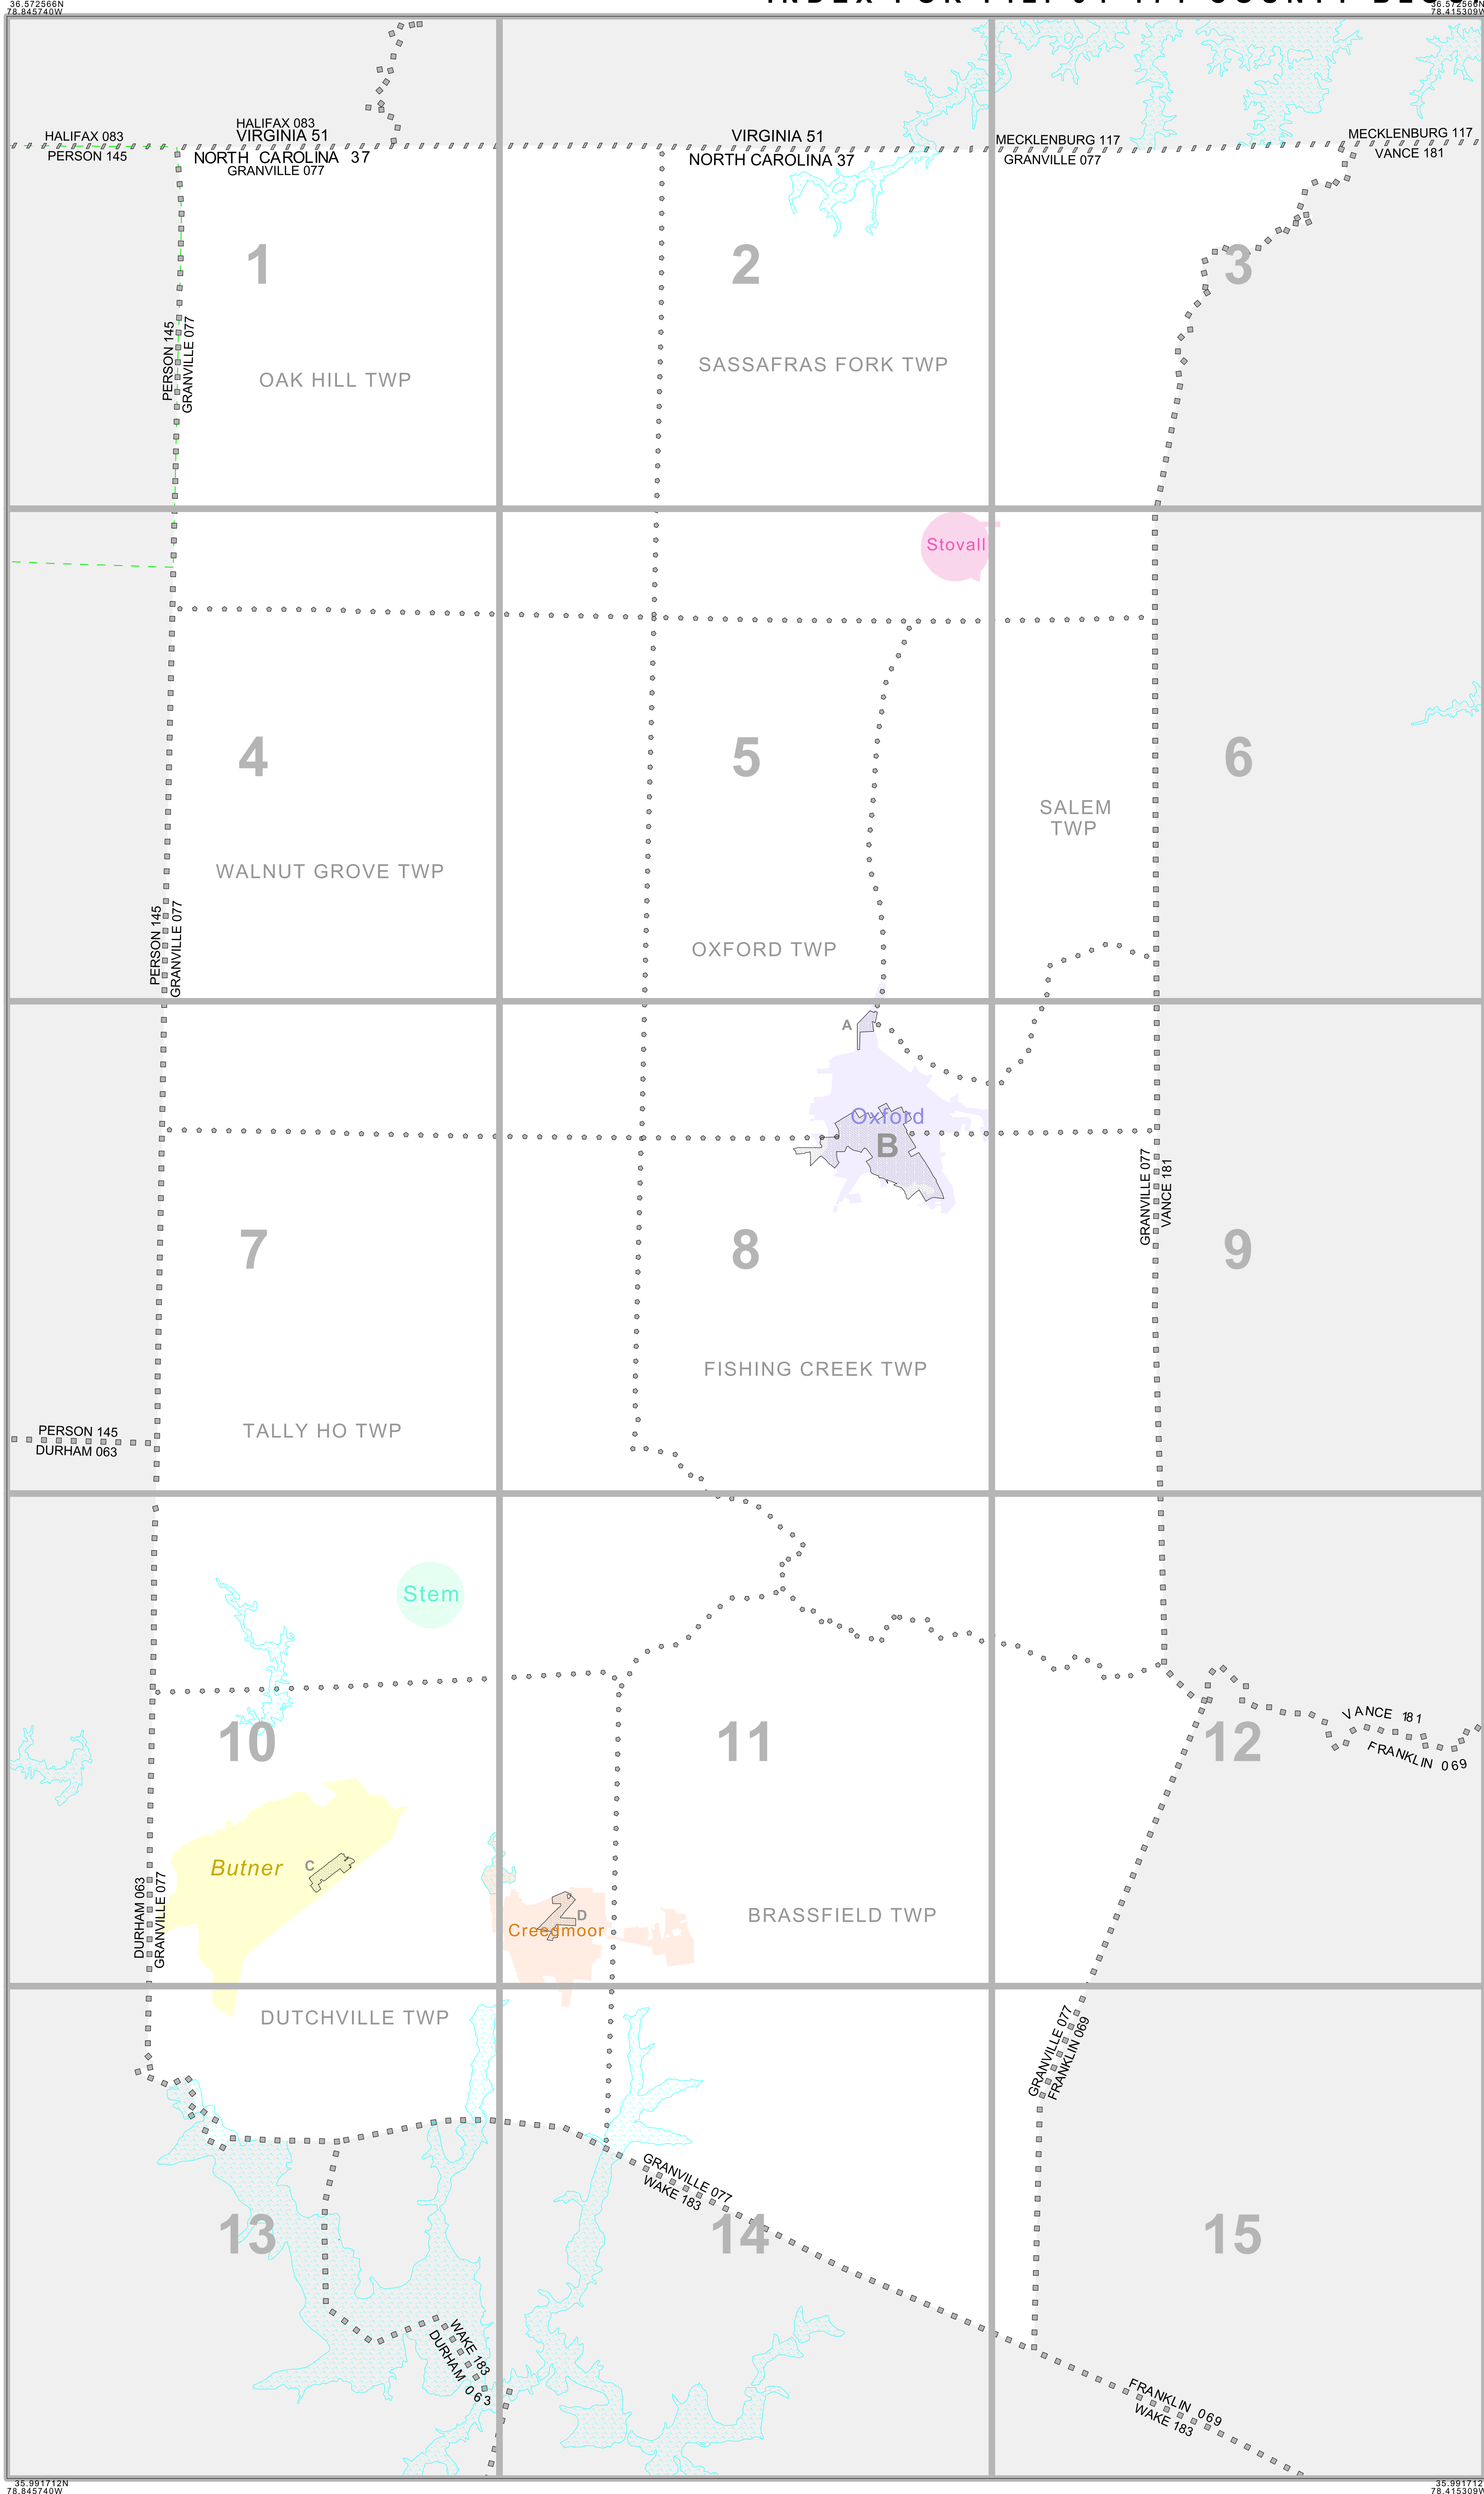 36.572566N
78.845740W
36.572566N
78.415309W
HALIFAX 083
PERSON 145
HALIFAX 083
VIRGINIA 51
NORTH CAROLINA 37
GRANVILLE 077
VIRGINIA 51
NORTH CAROLINA 37
MECKLENBURG 117
GRANVILLE 077
MECKLENBURG 117
VANCE 181
1
2
3
PERSON 145
GRANVILLE 077
OAK HILL TWP
SASSAFRAS FORK TWP
Stovall
4
5
6
SALEM
TWP
WALNUT GROVE TWP
PERSON 145
GRANVILLE 077
OXFORD TWP
A
Oxford
B
GRANVILLE 077
VANCE 181
7
8
9
FISHING CREEK TWP
TALLY HO TWP
PERSON 145
DURHAM 063
Stem
10
11
12
VANCE 181
FRANKLIN 069
Butner
C
D
Creedmoor
BRASSFIELD TWP
DURHAM 063
GRANVILLE 077
DUTCHVILLE TWP
GRANVILLE 077
FRANKLIN 069
GRANVILLE 077
WAKE 183
13
14
15
WAKE 183
DURHAM 063
FRANKLIN 069
WAKE 183
35.991712N
78.845740W
35.991712
78.415309W